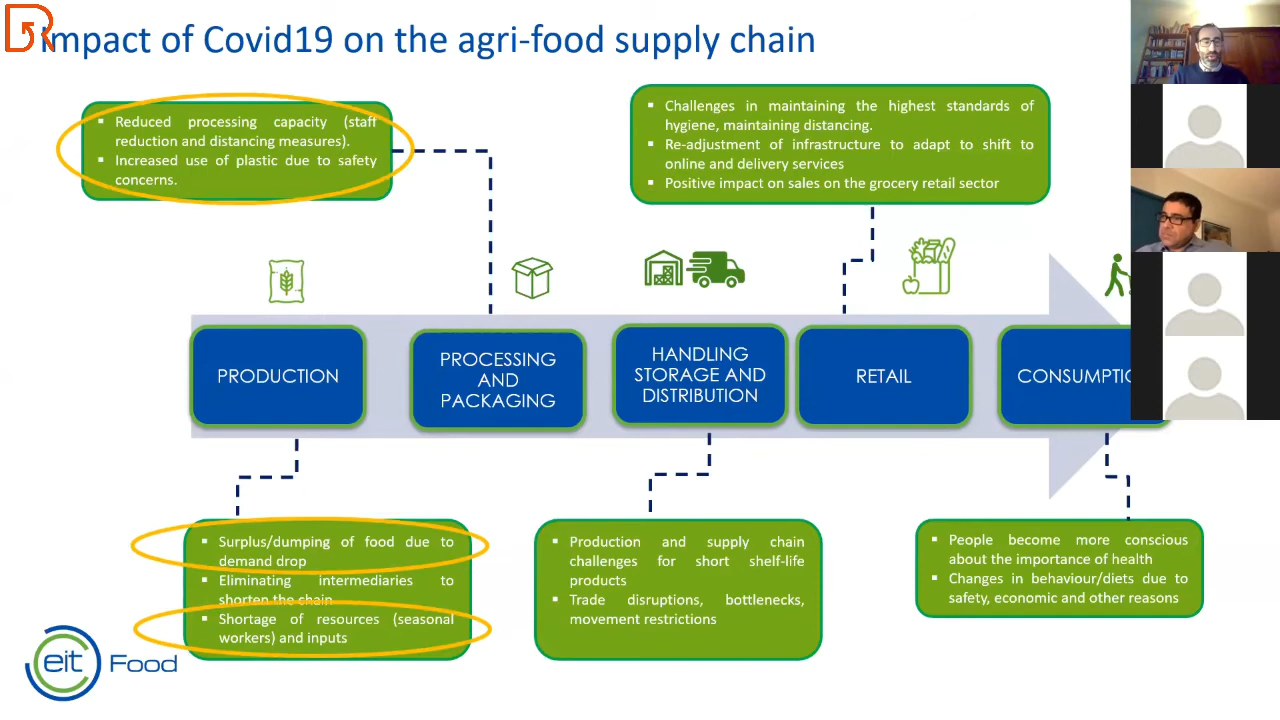 Impact of Covid19 on the agri-food supply chain
▪ Reduced processing capacity (staff
reduction and distancing measures).
▪ Increased use of plastic due to safety
concerns.
▪ Challenges in maintaining the highest standards of
hygiene, maintaining distancing.
▪ Re-adjustment of infrastructure to adapt to shift to
online and delivery services
▪ Positive impact on sales on the grocery retail sector
PRODUCTION
PROCESSING
AND
PACKAGING
HANDLING
STORAGE AND
DISTRIBUTION
RETAIL
CONSUMPTIO
▪ Surplus/dumping of food due to
demand drop
▪ Eliminating intermediaries to
shorten the chain
▪ Shortage of resources (seasonal
workers) and inputs
▪ Production and supply chain
challenges for short shelf-life
products
▪ Trade disruptions, bottlenecks,
movement restrictions
▪ People become more conscious
about the importance of health
▪ Changes in behaviour/diets due to
safety, economic and other reasons
eit Food